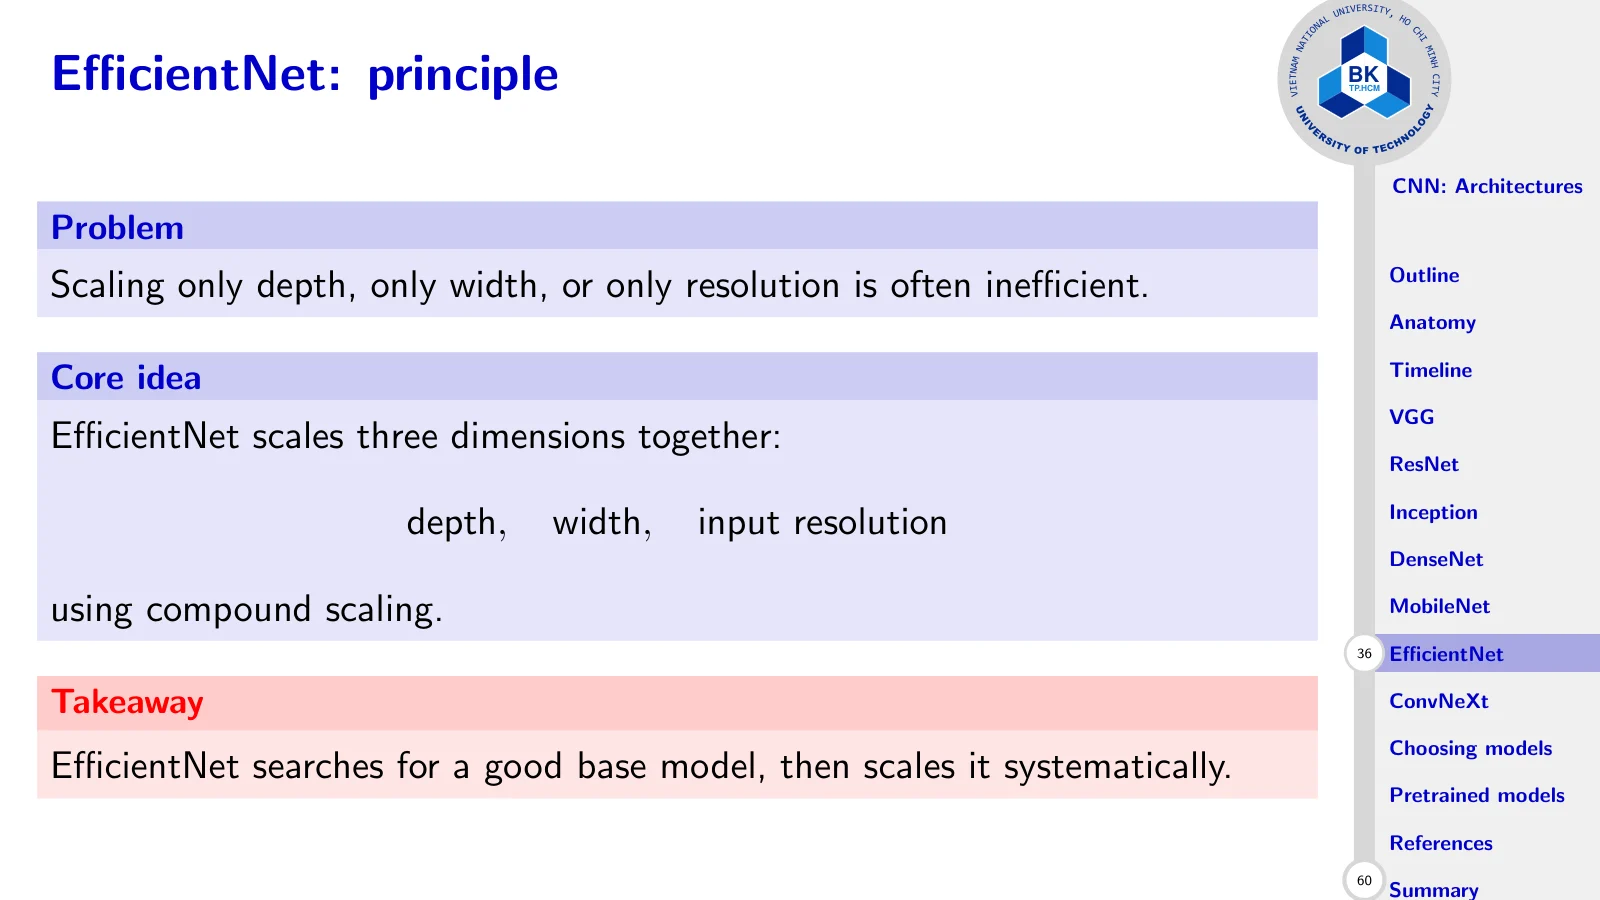 EfficientNet: principle
Problem
Scaling only depth, only width, or only resolution is often inefficient.
Core idea
EfficientNet scales three dimensions together:
depth, width, input resolution
using compound scaling.
Takeaway
EfficientNet searches for a good base model, then scales it systematically.
VIETNAM NATIONAL UNIVERSITY, HO CHI MINH CITY
BK
TP.HCM
UNIVERSITY OF TECHNOLOGY
CNN: Architectures
Outline
Anatomy
Timeline
VGG
ResNet
Inception
DenseNet
MobileNet
36 EfficientNet
ConvNeXt
Choosing models
Pretrained models
References
60
Summary